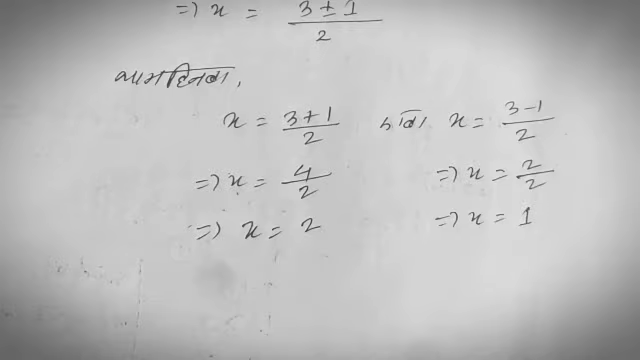 => x = (3 ± 1)/2
x = (3+1)/2 x = (3-1)/2
=> x = 4/2 => x = 2/2
=> x = 2 => x = 1